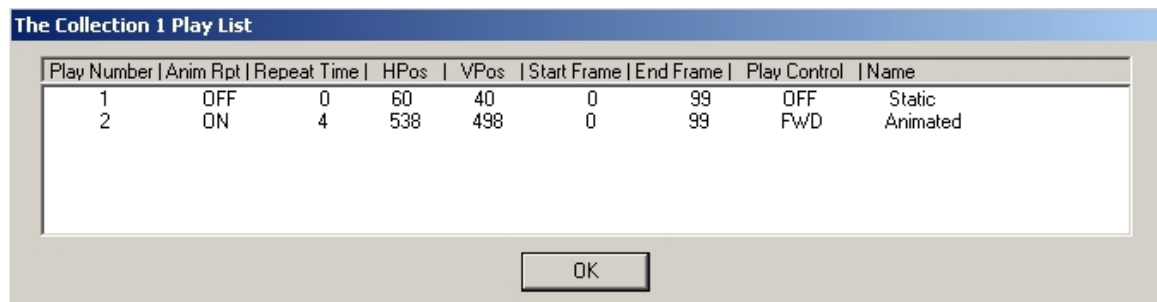 The Collection 1 Play List
Play Number | Anim Rpt | Repeat Time | HPos | VPos | Start Frame | End Frame | Play Control | Name
1 OFF 0 60 40 0 99 OFF Static
2 ON 4 538 498 0 99 FWD Animated
OK